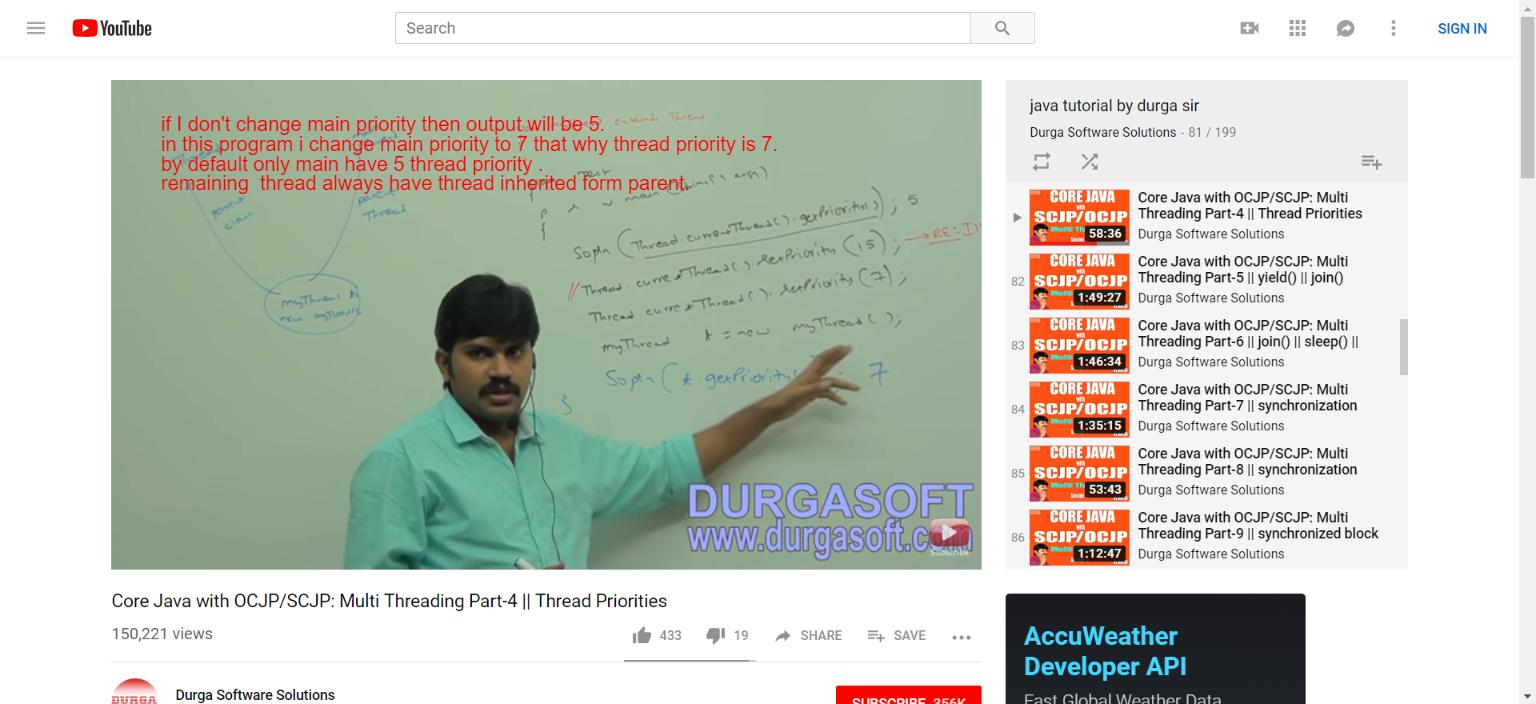 YouTube
Search
SIGN IN
if I don't change main priority then output will be 5.
in this program i change main priority to 7 that why thread priority is 7.
by default only main have 5 thread priority .
remaining  thread always have thread inherited form parent
extends Thread
Test
main(
parent
Thread
Sopln (Thread.currentThread().getPriority()); 5
// Thread.currentThread().setPriority(15); → RE:I
Thread.currentThread().setPriority(7);
myThread t = new myThread();
Sopln (t.getPriority( 7
}
myThread t
new myThread
DURGASOFT
www.durgasoft.com
Subscribe
java tutorial by durga sir
Durga Software Solutions - 81 / 199
CORE JAVA
with
SCJP/OCJP
58:36
Core Java with OCJP/SCJP: Multi
Threading Part-4 || Thread Priorities
Durga Software Solutions
82
CORE JAVA
with
SCJP/OCJP
1:49:27
Core Java with OCJP/SCJP: Multi
Threading Part-5 || yield() || join()
Durga Software Solutions
83
CORE JAVA
with
SCJP/OCJP
1:46:34
Core Java with OCJP/SCJP: Multi
Threading Part-6 || join() || sleep() ||
Durga Software Solutions
84
CORE JAVA
with
SCJP/OCJP
1:35:15
Core Java with OCJP/SCJP: Multi
Threading Part-7 || synchronization
Durga Software Solutions
85
CORE JAVA
with
SCJP/OCJP
53:43
Core Java with OCJP/SCJP: Multi
Threading Part-8 || synchronization
Durga Software Solutions
86
CORE JAVA
with
SCJP/OCJP
1:12:47
Core Java with OCJP/SCJP: Multi
Threading Part-9 || synchronized block
Durga Software Solutions
Core Java with OCJP/SCJP: Multi Threading Part-4 || Thread Priorities
150,221 views
433
19
SHARE
SAVE
DURGA
Durga Software Solutions
SUBSCRIBE 356K
AccuWeather
Developer API
Fast Global Weather Data